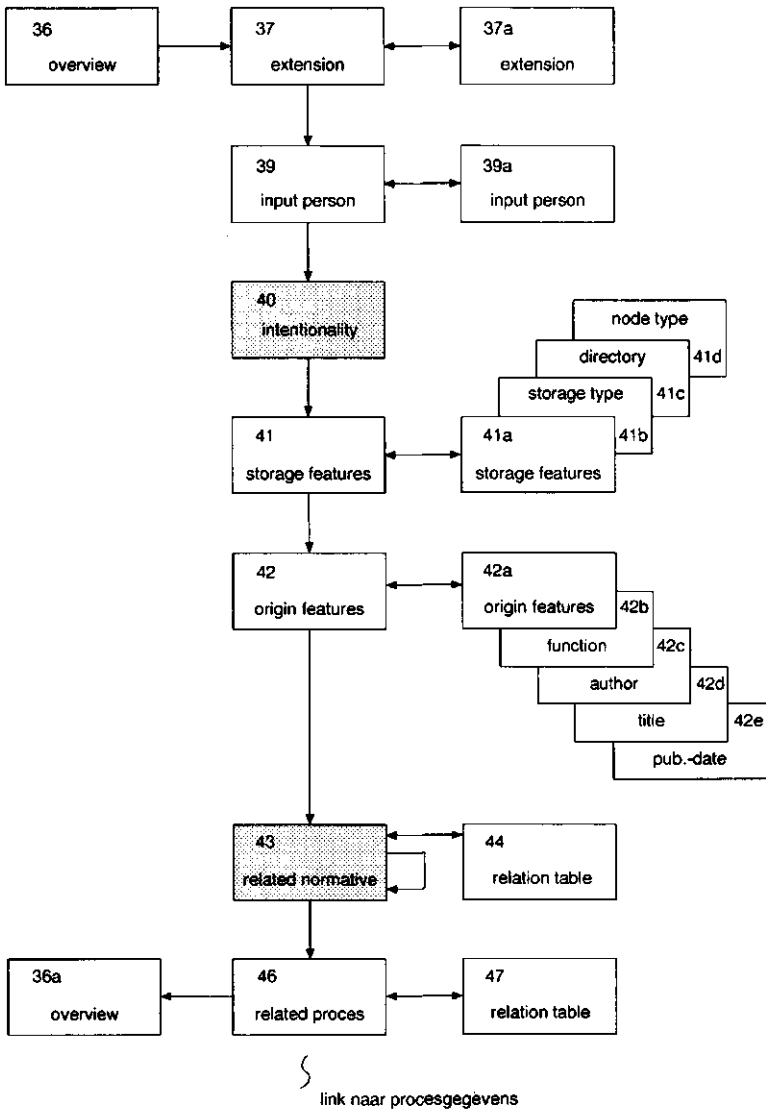 36
overview
37
extension
37a
extension
39
input person
39a
input person
40
intentionality
node type
directory
41d
storage type
41c
41
storage features
41a
storage features
41b
42
origin features
42a
origin features
42b
function
42c
author
42d
title
42e
pub.-date
43
related normative
44
relation table
36a
overview
46
related proces
47
relation table
link naar procesgegevens